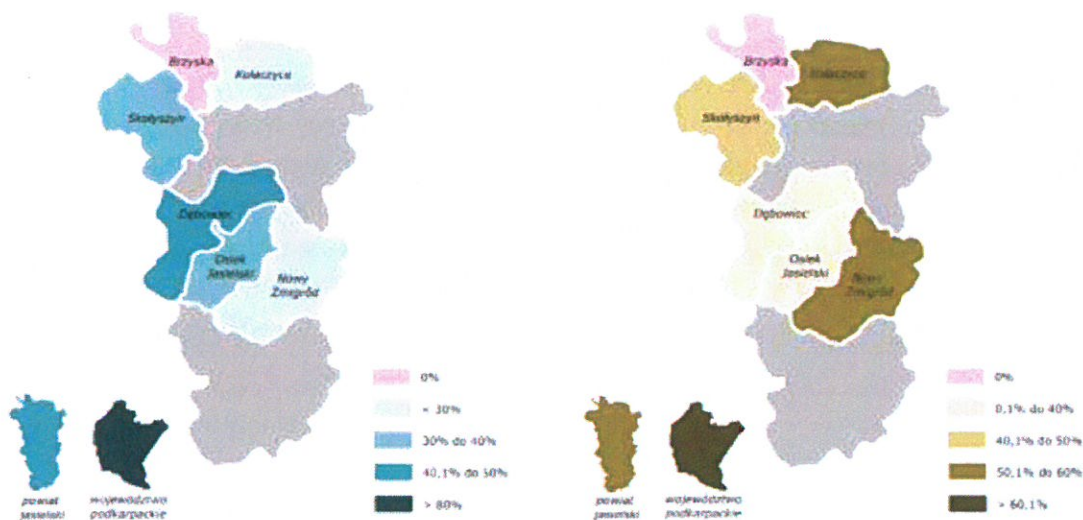 Brzyska
Kołaczyce
Skołyszyn
Dębowiec
Osiek
Jasielski
Nowy
Żmigród
0%
< 30%
30% do 40%
40,1% do 50%
> 80%
powiat
jasielski
województwo
podkarpackie
Brzyska
Kołaczyce
Skołyszyn
Dębowiec
Osiek
Jasielski
Nowy
Żmigród
0%
0,1% do 40%
40,1% do 50%
50,1% do 60%
> 60,1%
powiat
jasielski
województwo
podkarpackie